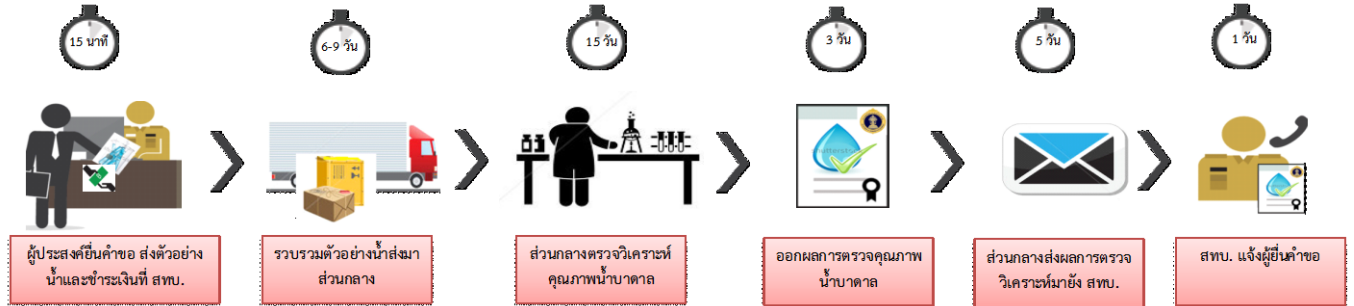 15 นาที
6-9 วัน
15 วัน
3 วัน
5 วัน
1 วัน
ผู้ประสงค์ยื่นคำขอ ส่งตัวอย่าง
น้ำและชำระเงินที่ สทบ.
รวบรวมตัวอย่างน้ำส่งมา
ส่วนกลาง
ส่วนกลางตรวจวิเคราะห์
คุณภาพน้ำบาดาล
ออกผลการตรวจคุณภาพ
น้ำบาดาล
ส่วนกลางส่งผลการตรวจ
วิเคราะห์มายัง สทบ.
สทบ. แจ้งผู้ยื่นคำขอ